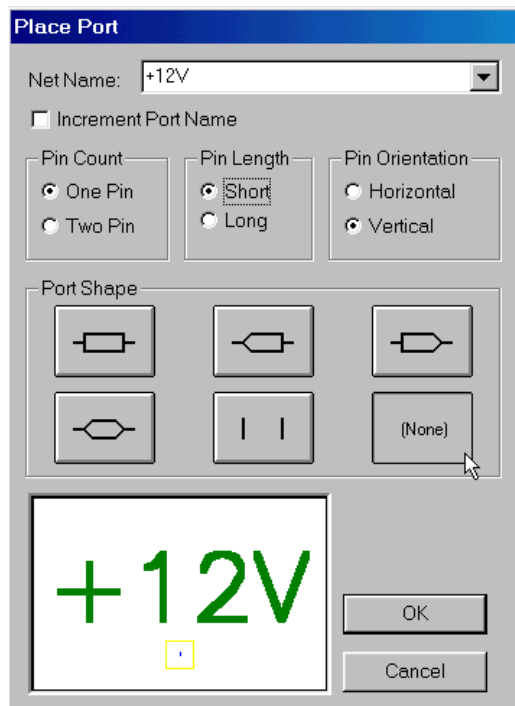 Place Port
Net Name: +12V
Increment Port Name
Pin Count Pin Length Pin Orientation
One Pin Short Horizontal
Two Pin Long Vertical
Port Shape
(None)
+12V
OK
Cancel